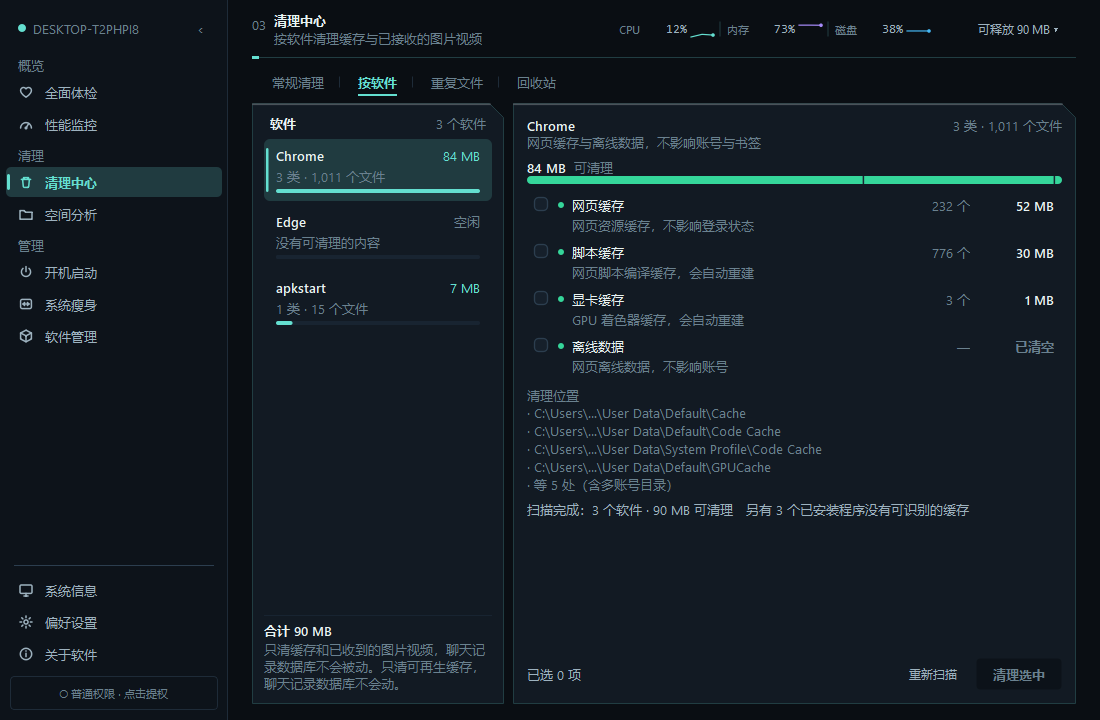 DESKTOP-T2PHPI8
概览
全面体检
性能监控
清理
清理中心
空间分析
管理
开机启动
系统瘦身
软件管理
系统信息
偏好设置
关于软件
普通权限 · 点击提权
03 清理中心
按软件清理缓存与已接收的图片视频
CPU 12% 内存 73% 磁盘 38% 可释放 90 MB
常规清理 按软件 重复文件 回收站
软件 3 个软件
Chrome 84 MB
3 类 · 1,011 个文件
Edge 空闲
没有可清理的内容
apkstart 7 MB
1 类 · 15 个文件
合计 90 MB
只清缓存和已收到的图片视频，聊天记
录数据库不会被动。只清可再生缓存，
聊天记录数据库不会动。
Chrome 3 类 · 1,011 个文件
网页缓存与离线数据，不影响账号与书签
84 MB 可清理
网页缓存 232 个 52 MB
网页资源缓存，不影响登录状态
脚本缓存 776 个 30 MB
网页脚本编译缓存，会自动重建
显卡缓存 3 个 1 MB
GPU 着色器缓存，会自动重建
离线数据 — 已清空
网页离线数据，不影响账号
清理位置
· C:\Users\...\User Data\Default\Cache
· C:\Users\...\User Data\Default\Code Cache
· C:\Users\...\User Data\System Profile\Code Cache
· C:\Users\...\User Data\Default\GPUCache
· 等 5 处（含多账号目录）
扫描完成：3 个软件 · 90 MB 可清理 另有 3 个已安装程序没有可识别的缓存
已选 0 项 重新扫描 清理选中